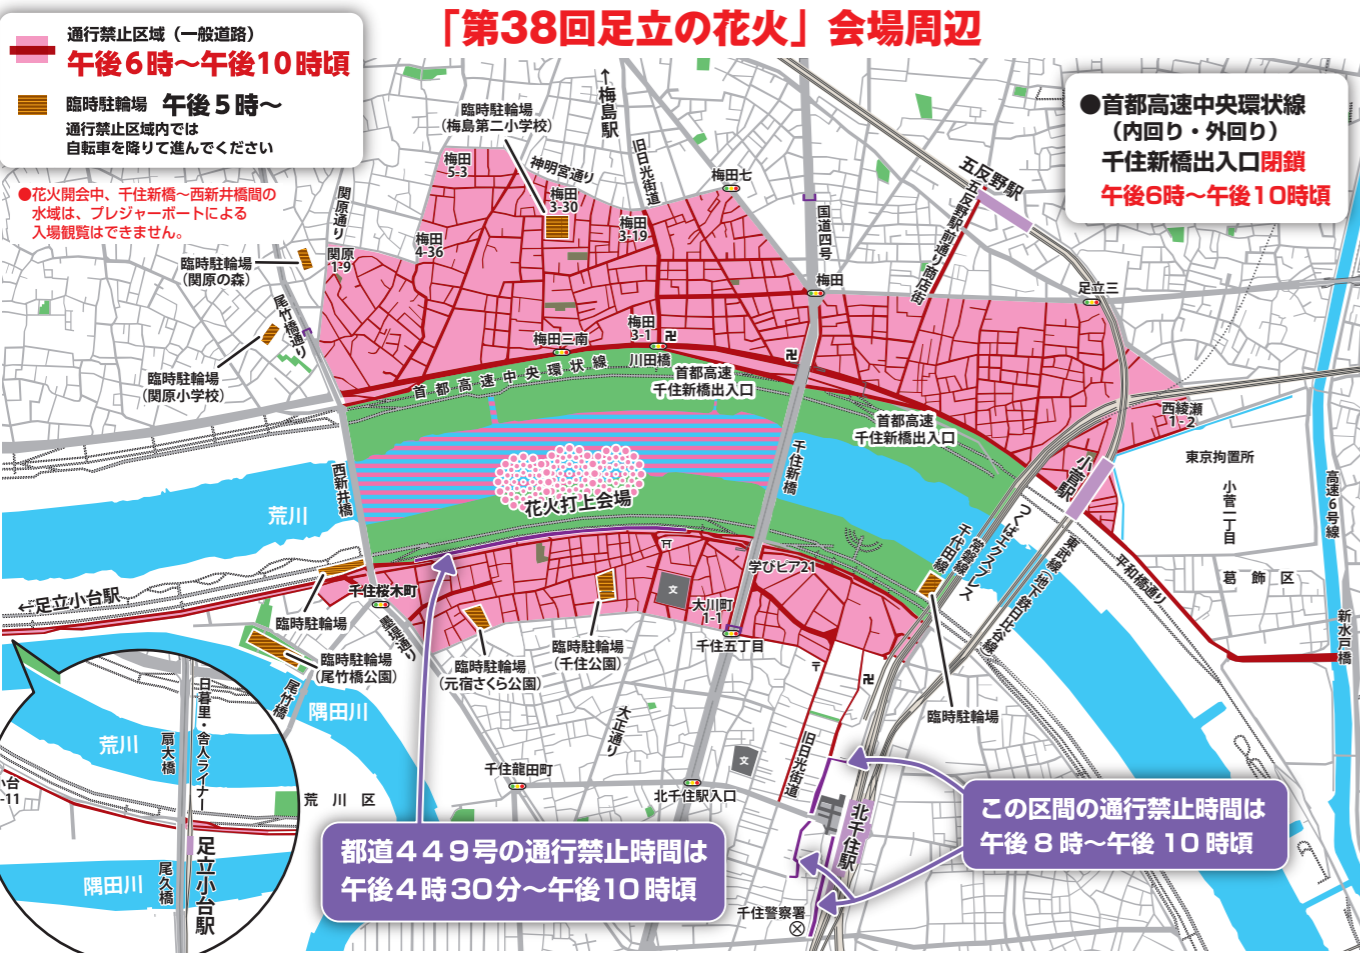 「第38回足立の花火」会場周辺
通行禁止区域（一般道路）
午後6時～午後10時頃
臨時駐輪場 午後5時～
通行禁止区域内では
自転車を降りて進んでください
●花火開会中、千住新橋～西新井橋間の
水域は、プレジャーボートによる
入場観覧はできません。
●首都高速中央環状線
（内回り・外回り）
千住新橋出入口閉鎖
午後6時～午後10時頃
臨時駐輪場
（梅島第二小学校）
↑梅島駅
旧日光街道
梅田
5-3
神明宮通り
梅田
3-30
梅田七
梅田
3-19
国道四号
五反野駅
五反野駅前通り商店街
関原通り
関原
1-9
梅田
4-36
臨時駐輪場
（関原の森）
尾竹橋通り
臨時駐輪場
（関原小学校）
梅田
足立三
梅田三南
梅田
3-1
卍
川田橋
卍
首都高速中央環状線
首都高速
千住新橋出入口
首都高速
千住新橋出入口
西綾瀬
1-2
東京拘置所
小菅一丁目
高速6号線
葛飾区
新水戸橋
小菅駅
西新井橋
荒川
花火打上会場
千住新橋
つくばエクスプレス
常磐線
千代田線
東武線（地下鉄日比谷線）
平和橋通り
←足立小台駅
臨時駐輪場
千住桜木町
墨堤通り
臨時駐輪場
（尾竹橋公園）
尾竹橋
隅田川
臨時駐輪場
（元宿さくら公園）
臨時駐輪場
（千住公園）
文
大川町
1-1
学びピア21
千住五丁目
〒
卍
臨時駐輪場
大正通り
千住龍田町
文
北千住駅入口
旧日光街道
北千住駅
千住警察署
荒川
扇大橋
日暮里・舎人ライナー
小台
-11
荒川区
隅田川
尾久橋
足立小台駅
都道449号の通行禁止時間は
午後4時30分～午後10時頃
この区間の通行禁止時間は
午後8時～午後10時頃